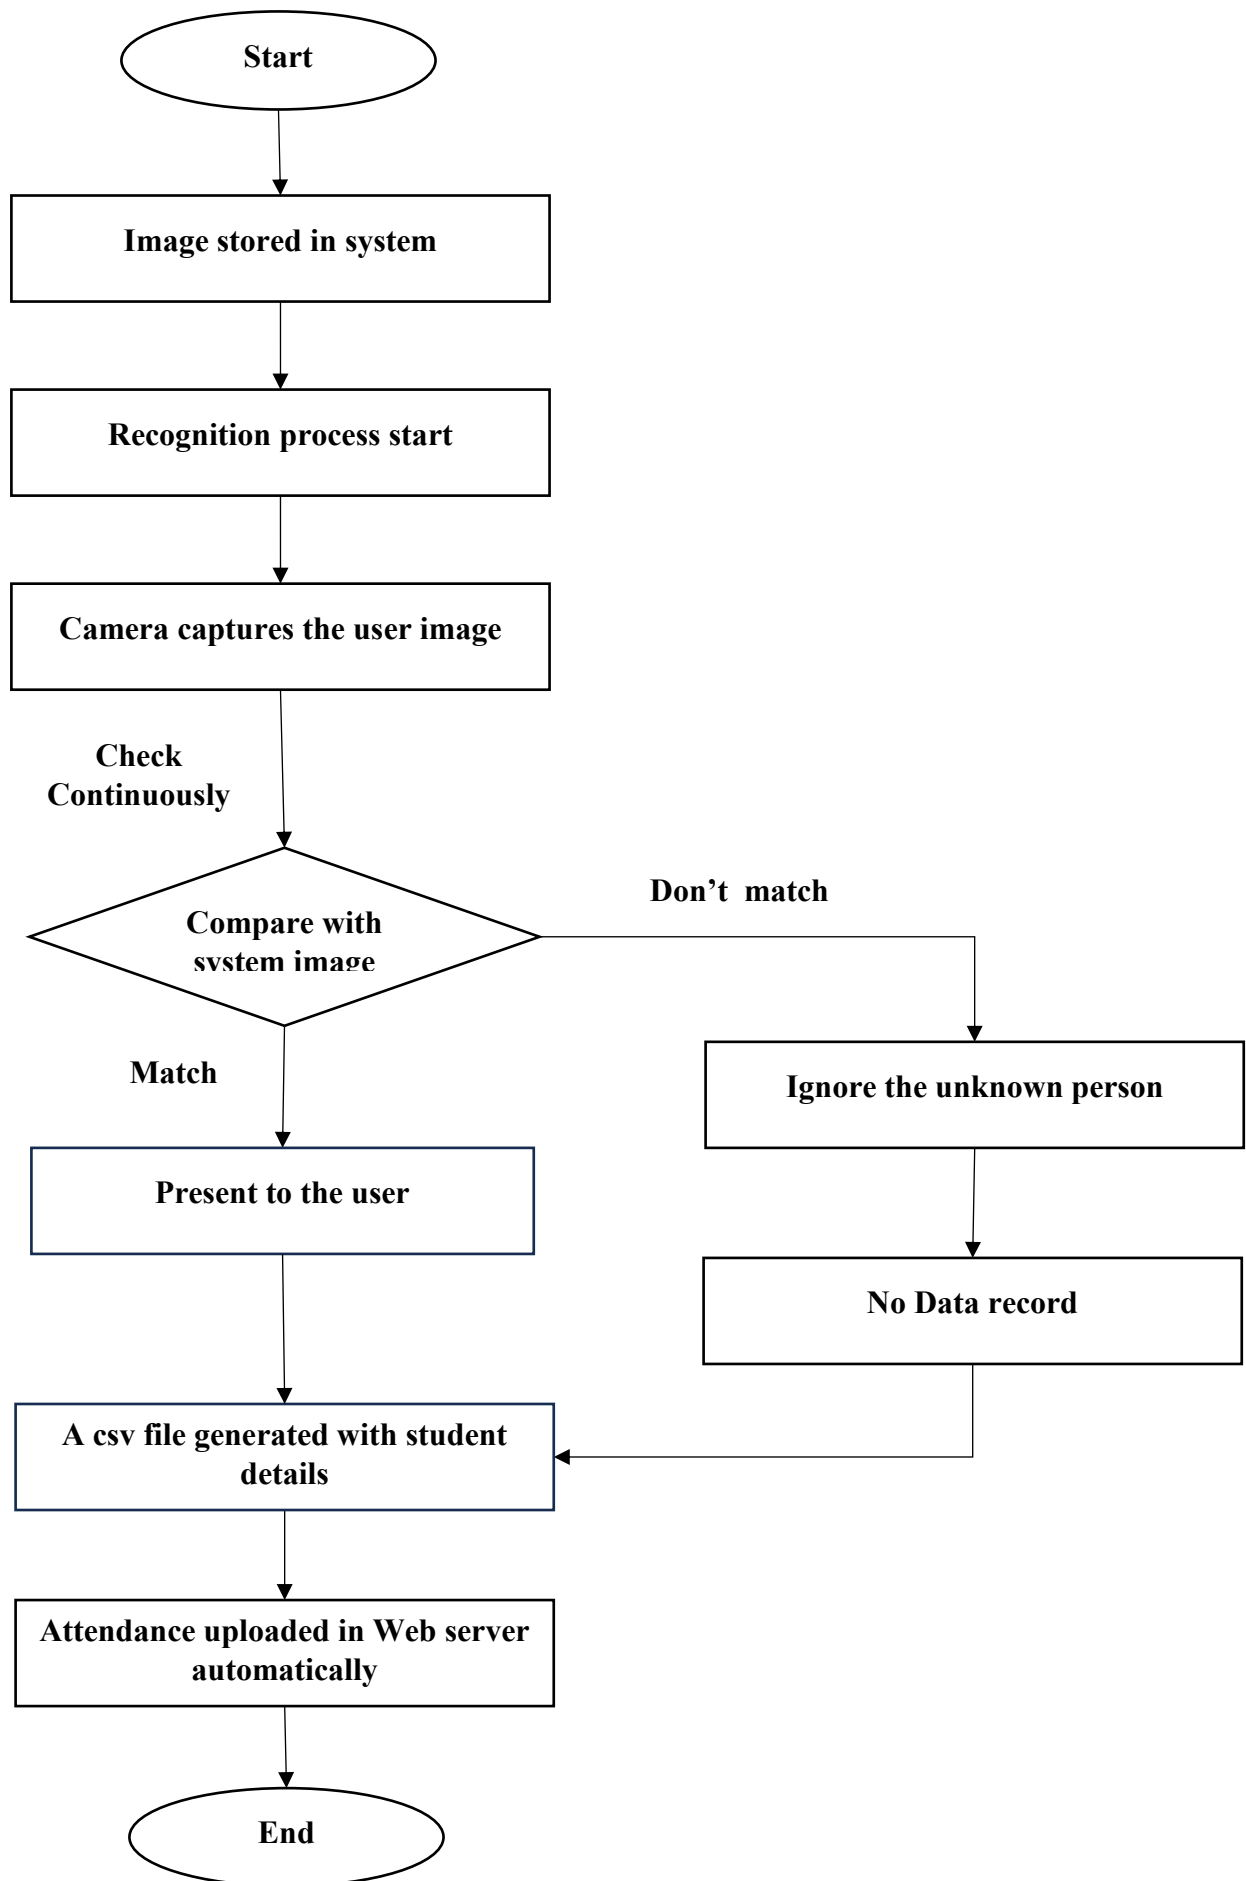 Start
Image stored in system
Recognition process start
Camera captures the user image
Check
Continuously
Don’t  match
Compare with
system image
Match
Ignore the unknown person
Present to the user
No Data record
A csv file generated with student
details
Attendance uploaded in Web server
automatically
End